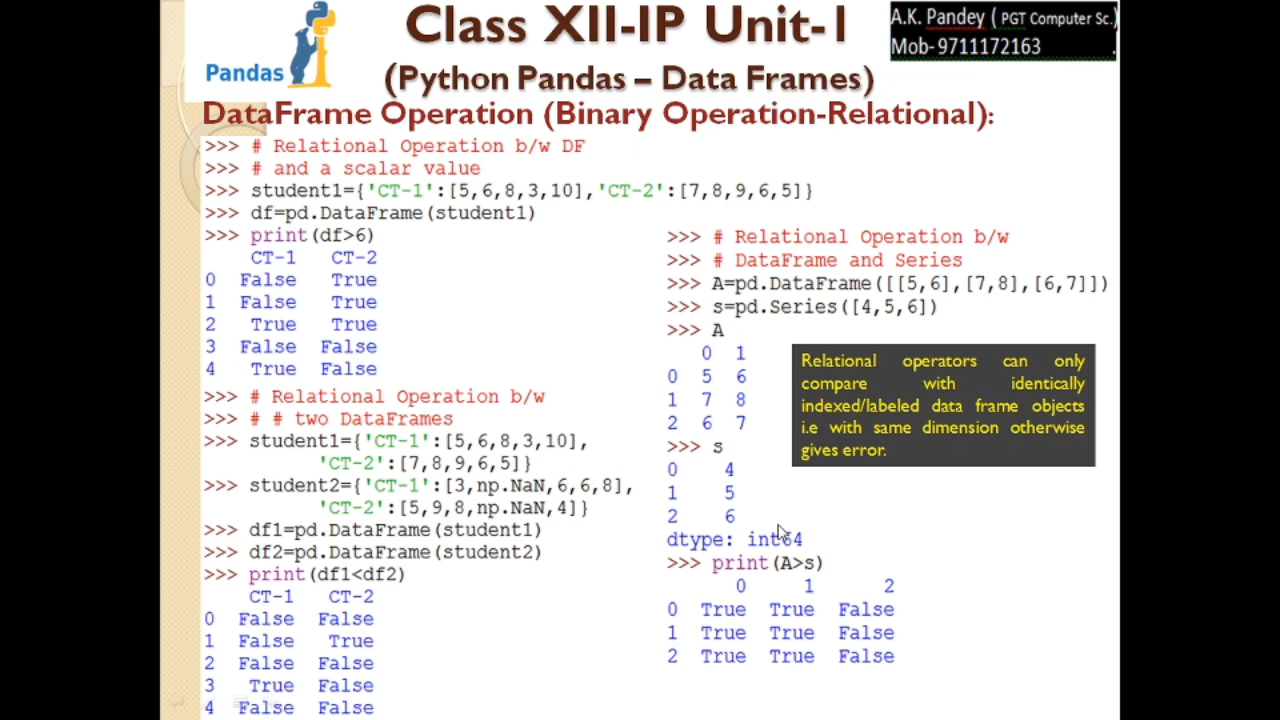 Class XII-IP Unit-1
A.K. Pandey ( PGT Computer Sc.)
Mob- 9711172163 .
Pandas
(Python Pandas – Data Frames)
DataFrame Operation (Binary Operation-Relational):
>>> # Relational Operation b/w DF
>>> # and a scalar value
>>> student1={'CT-1':[5,6,8,3,10],'CT-2':[7,8,9,6,5]}
>>> df=pd.DataFrame(student1)
>>> print(df>6)
CT-1 CT-2
0 False True
1 False True
2 True True
3 False False
4 True False
>>> # Relational Operation b/w
>>> # # two DataFrames
>>> student1={'CT-1':[5,6,8,3,10],
'CT-2':[7,8,9,6,5]}
>>> student2={'CT-1':[3,np.NaN,6,6,8],
'CT-2':[5,9,8,np.NaN,4]}
>>> df1=pd.DataFrame(student1)
>>> df2=pd.DataFrame(student2)
>>> print(df1<df2)
CT-1 CT-2
0 False False
1 False True
2 False False
3 True False
4 False False
>>> # Relational Operation b/w
>>> # DataFrame and Series
>>> A=pd.DataFrame([[5,6],[7,8],[6,7]])
>>> s=pd.Series([4,5,6])
>>> A
0 1
0 5 6
1 7 8
2 6 7
>>> s
0 4
1 5
2 6
dtype: int64
>>> print(A>s)
0 1 2
0 True True False
1 True True False
2 True True False
Relational operators can only
compare with identically
indexed/labeled data frame objects
i.e with same dimension otherwise
gives error.